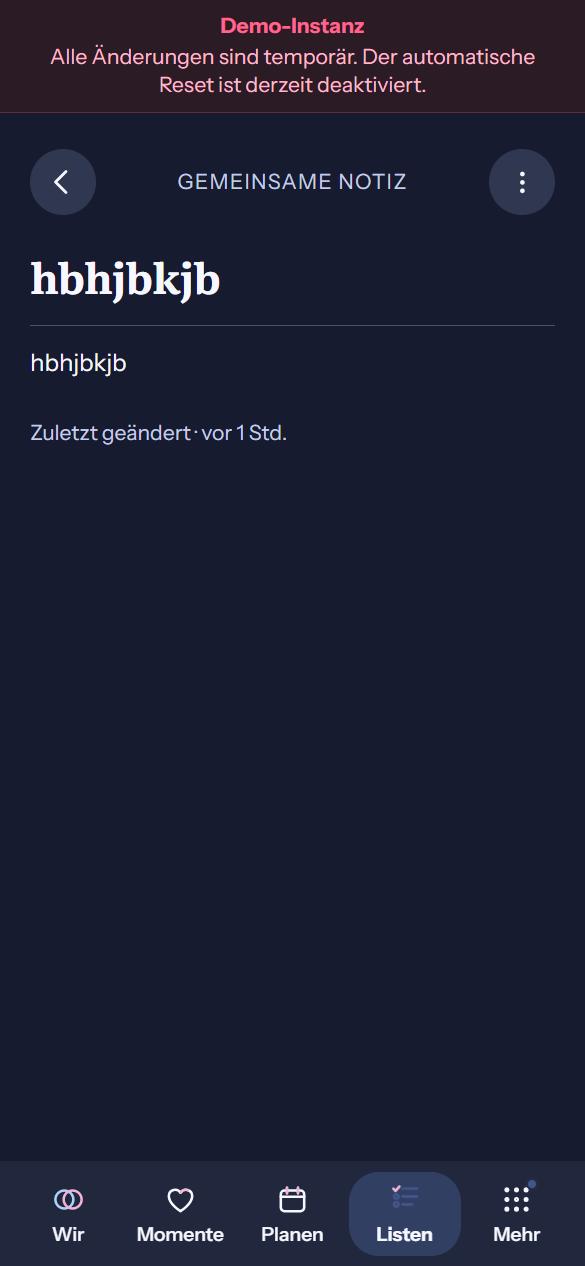 Demo-Instanz
Alle Änderungen sind temporär. Der automatische
Reset ist derzeit deaktiviert.
GEMEINSAME NOTIZ
hbhjbkjb
hbhjbkjb
Zuletzt geändert · vor 1 Std.
Wir
Momente
Planen
Listen
Mehr